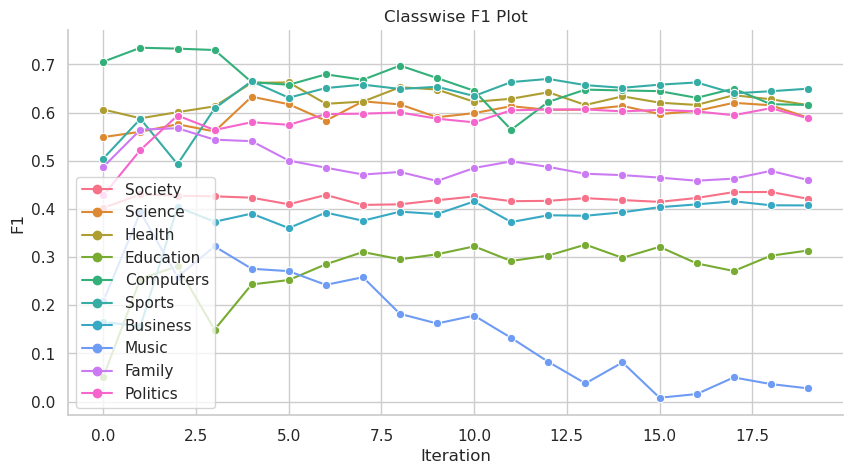 Classwise F1 Plot
F1
0.7
0.6
0.5
0.4
0.3
0.2
0.1
0.0
Society
Science
Health
Education
Computers
Sports
Business
Music
Family
Politics
0.0 2.5 5.0 7.5 10.0 12.5 15.0 17.5
Iteration